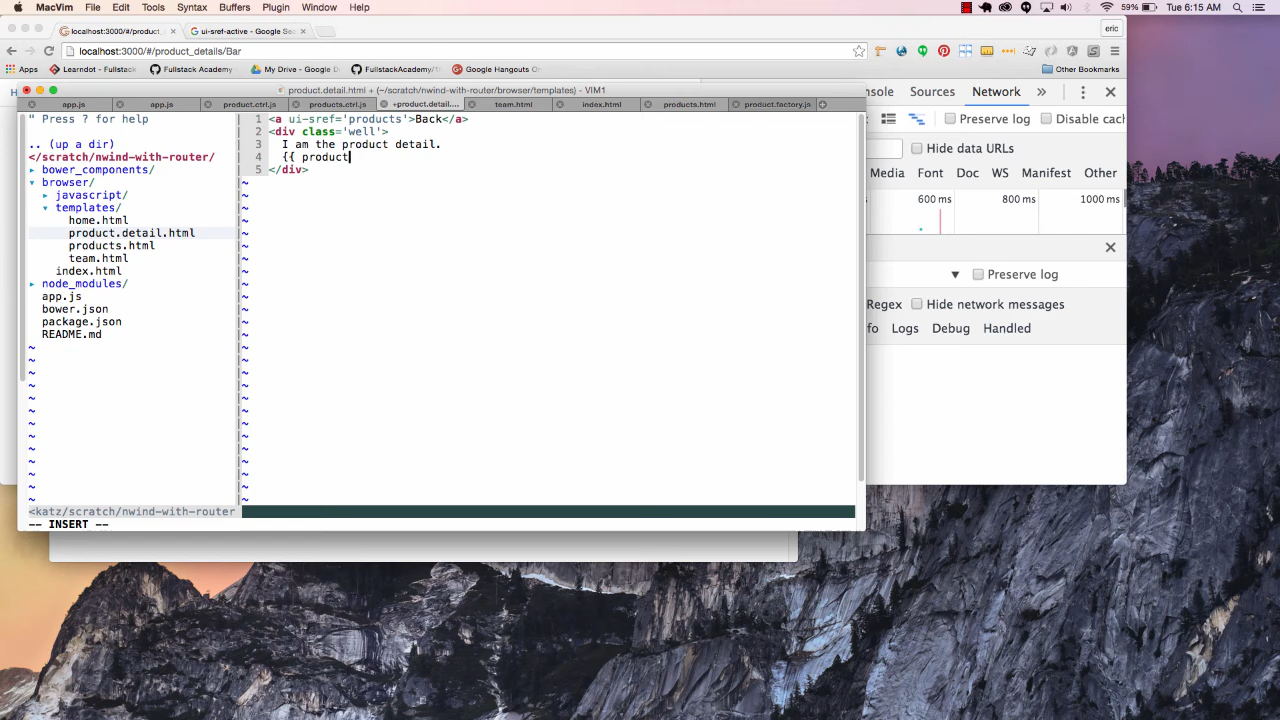 MacVim File Edit Tools Syntax Buffers Plugin Window Help 59% Tue 6:15 AM
localhost:3000/#/product_ ui-sref-active - Google Sec eric
localhost:3000/#/product_details/Bar
Apps Learndot - Fullstack Fullstack Academy My Drive - Google D FullstackAcademy/1 Google Hangouts On Other Bookmarks
product.detail.html + (~/scratch/nwind-with-router/browser/templates) - VIM1
app.js app.js product.ctrl.js products.ctrl.js +product.detail.... team.html index.html products.html product.factory.js
" Press ? for help
.. (up a dir)
</scratch/nwind-with-router/
bower_components/
browser/
javascript/
templates/
home.html
product.detail.html
products.html
team.html
index.html
node_modules/
app.js
bower.json
package.json
README.md
1 <a ui-sref='products'>Back</a>
2 <div class='well'>
3 I am the product detail.
4 {{ product
5 </div>
<katz/scratch/nwind-with-router
-- INSERT --
nsole Sources Network »
Preserve log Disable cach
Hide data URLs
Media Font Doc WS Manifest Other
600 ms 800 ms 1000 ms
Preserve log
Regex Hide network messages
fo Logs Debug Handled